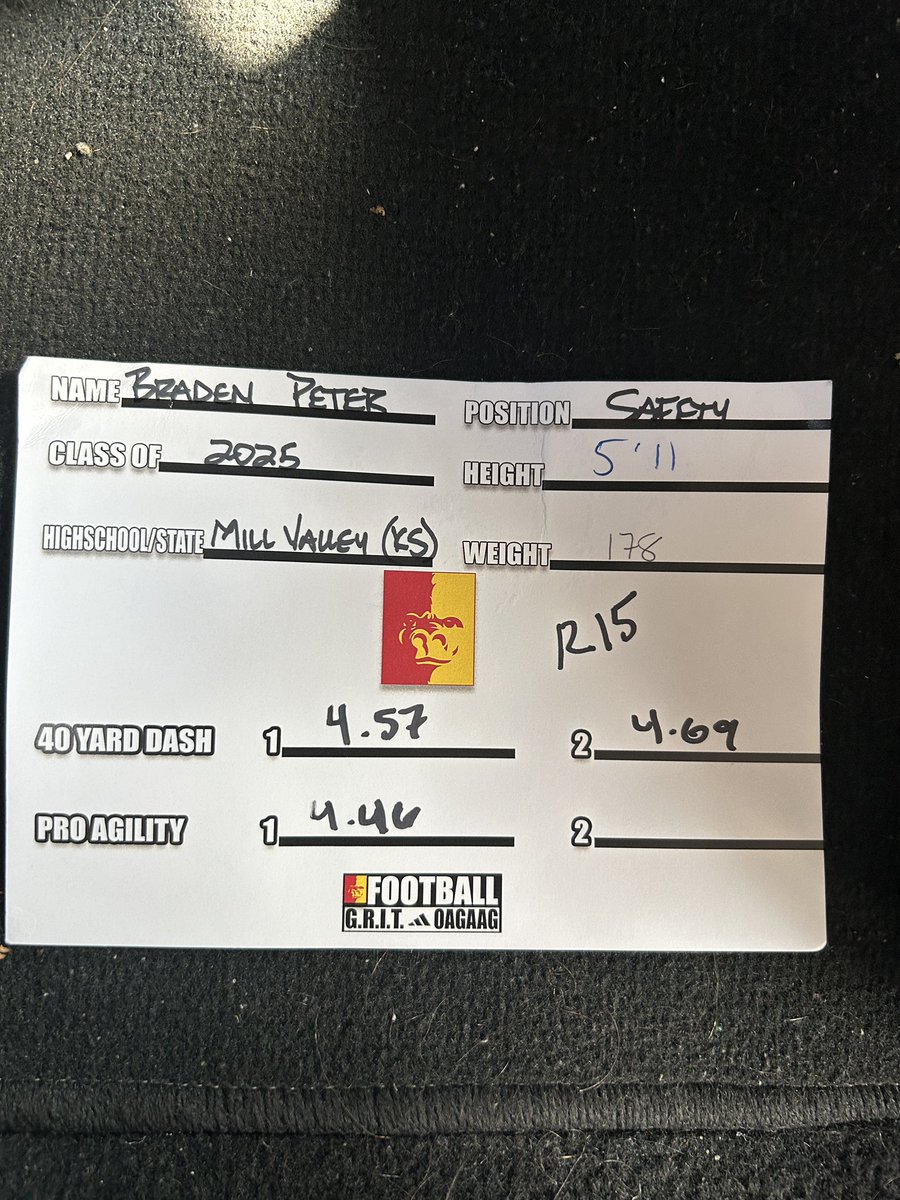 NAME BRADEN PETER POSITION SAFETY
CLASS OF 2025 HEIGHT 5'11
HIGHSCHOOL/STATE MILL VALLEY (KS) WEIGHT 178
R15
40 YARD DASH 1 4.57 2 4.69
PRO AGILITY 1 4.46 2
FOOTBALL
G.R.I.T. OAGAAG